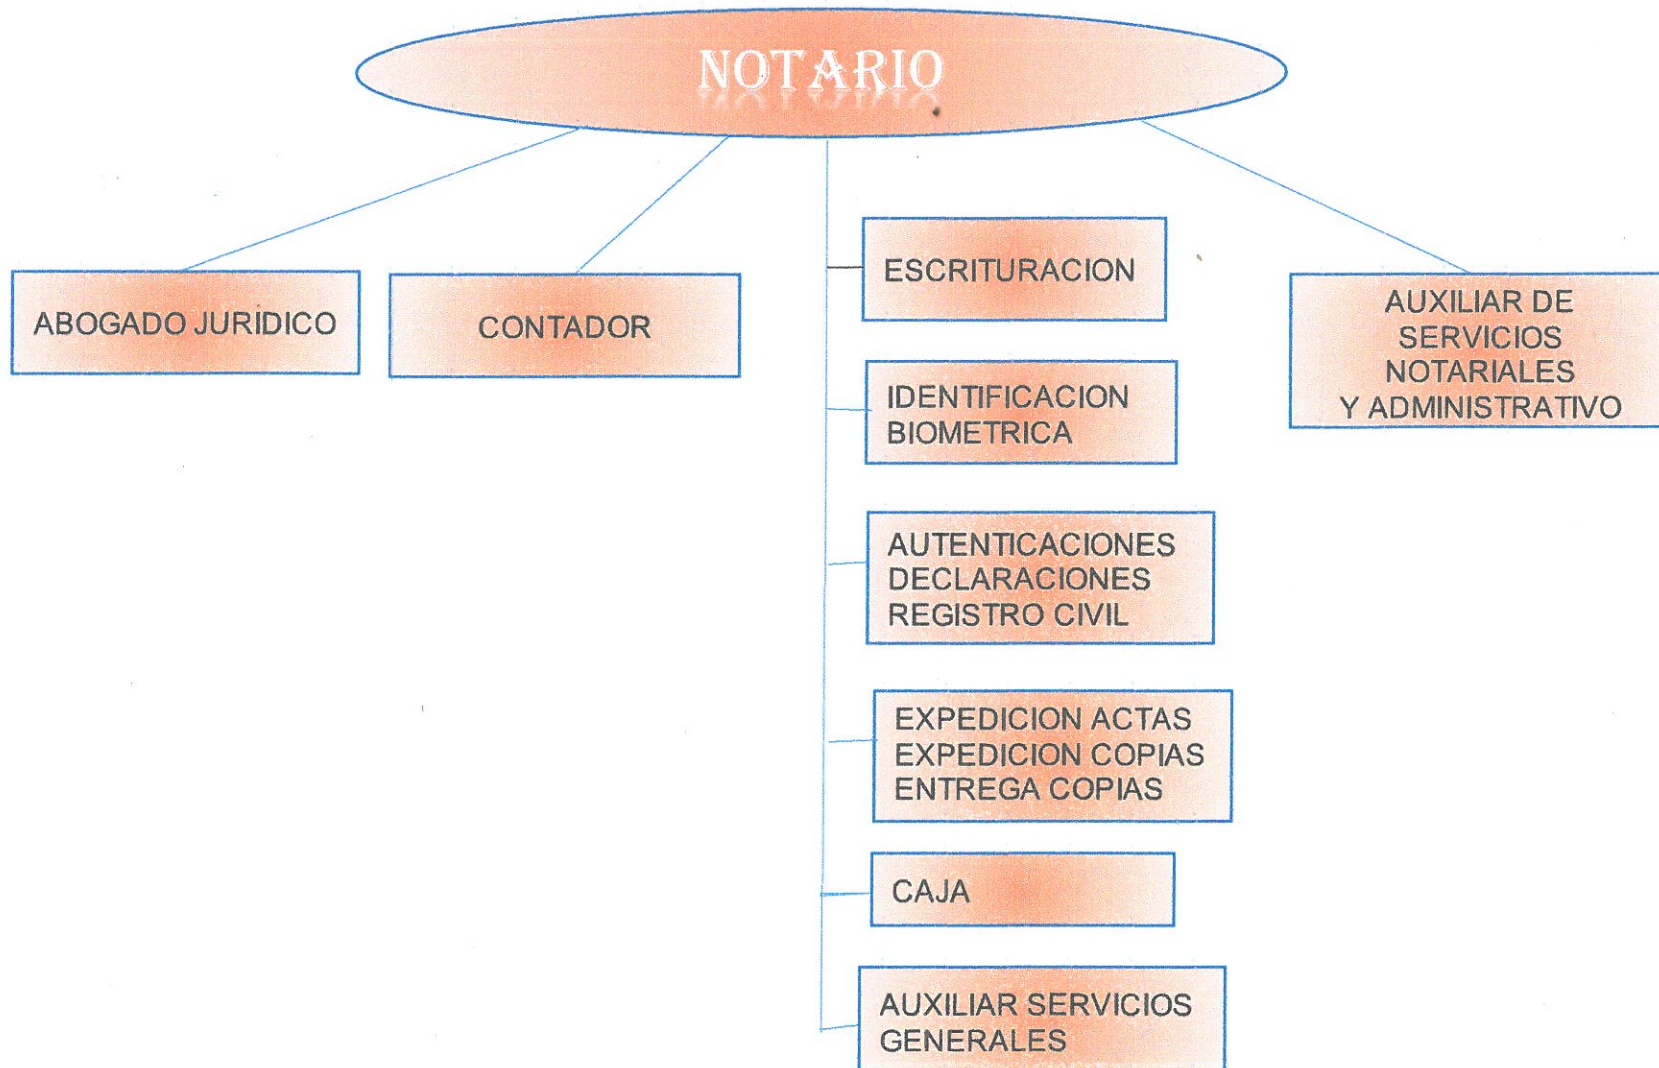 NOTARIO
ABOGADO JURÍDICO
CONTADOR
ESCRITURACION
IDENTIFICACION
BIOMETRICA
AUTENTICACIONES
DECLARACIONES
REGISTRO CIVIL
EXPEDICION ACTAS
EXPEDICION COPIAS
ENTREGA COPIAS
CAJA
AUXILIAR SERVICIOS
GENERALES
AUXILIAR DE
SERVICIOS
NOTARIALES
Y ADMINISTRATIVO